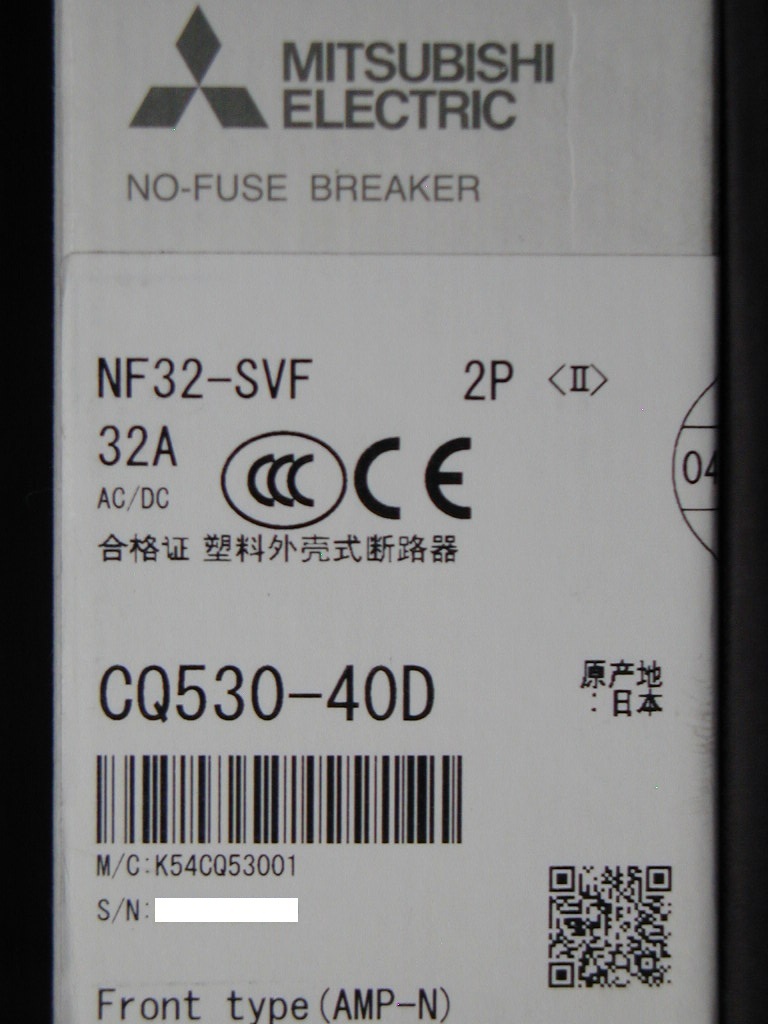 MITSUBISHI
ELECTRIC
NO-FUSE BREAKER
NF32-SVF 2P 〈Ⅱ〉
32A
AC/DC
CCC CE
04
合格证 塑料外壳式断路器
CQ530-40D
原产地
:日本
M/C:K54CQ53001
S/N:
Front type(AMP-N)